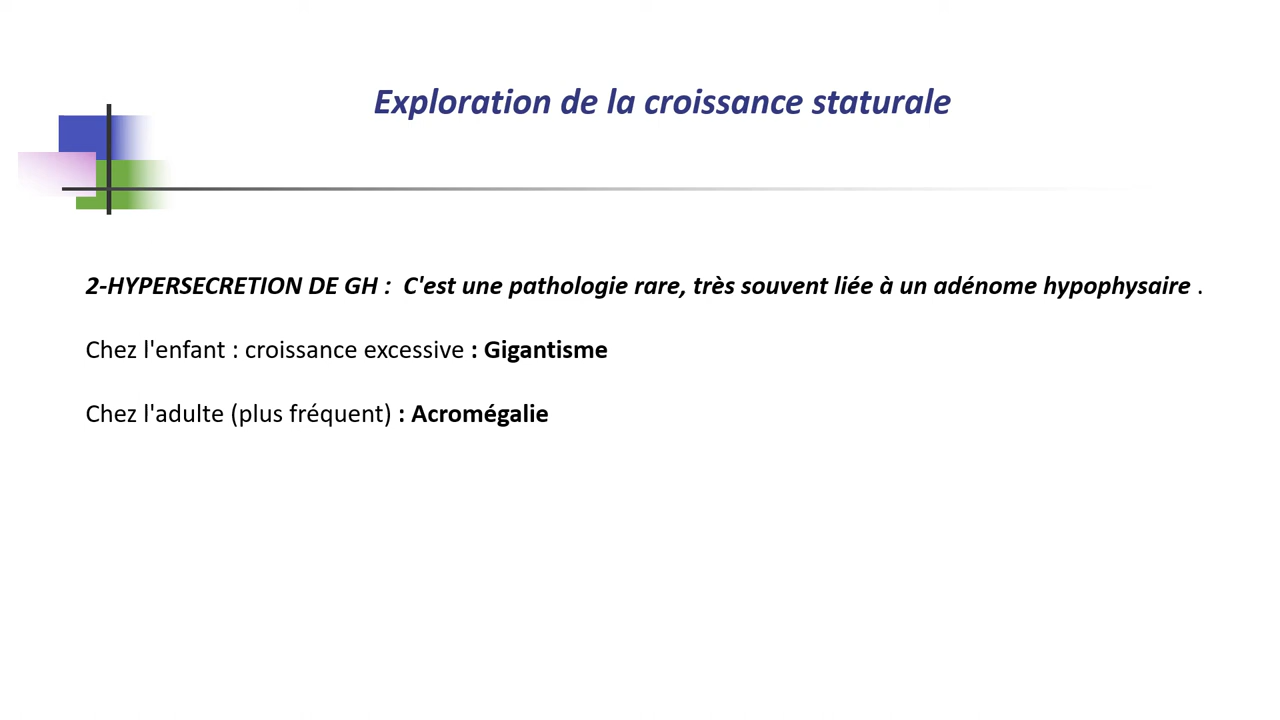 Exploration de la croissance staturale
2-HYPERSECRETION DE GH : C'est une pathologie rare, très souvent liée à un adénome hypophysaire .
Chez l'enfant : croissance excessive : Gigantisme
Chez l'adulte (plus fréquent) : Acromégalie